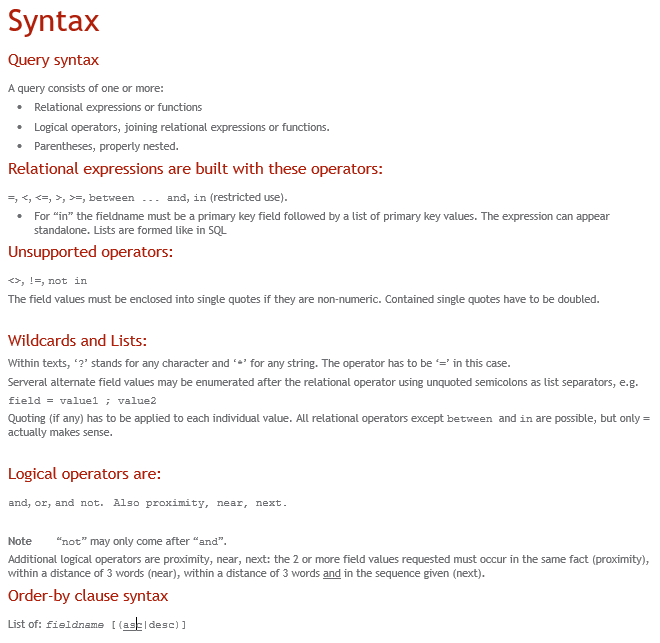 Syntax
Query syntax
A query consists of one or more:
• Relational expressions or functions
• Logical operators, joining relational expressions or functions.
• Parentheses, properly nested.
Relational expressions are built with these operators:
=, <, <=, >, >=, between ... and, in (restricted use).
• For “in” the fieldname must be a primary key field followed by a list of primary key values. The expression can appear
standalone. Lists are formed like in SQL
Unsupported operators:
<>, !=, not in
The field values must be enclosed into single quotes if they are non-numeric. Contained single quotes have to be doubled.
Wildcards and Lists:
Within texts, ‘?’ stands for any character and ‘*’ for any string. The operator has to be ‘=’ in this case.
Serveral alternate field values may be enumerated after the relational operator using unquoted semicolons as list separators, e.g.
field = value1 ; value2
Quoting (if any) has to be applied to each individual value. All relational operators except between and in are possible, but only =
actually makes sense.
Logical operators are:
and, or, and not. Also proximity, near, next.
Note “not” may only come after “and”.
Additional logical operators are proximity, near, next: the 2 or more field values requested must occur in the same fact (proximity),
within a distance of 3 words (near), within a distance of 3 words and in the sequence given (next).
Order-by clause syntax
List of: fieldname [(asc|desc)]